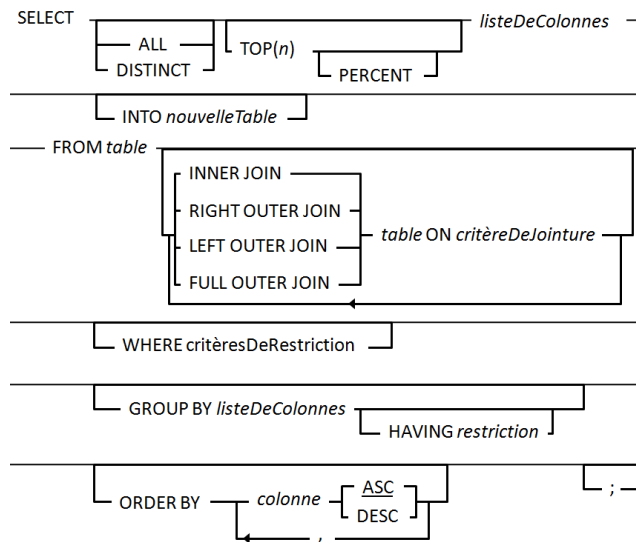 SELECT listeDeColonnes
ALL TOP(n)
DISTINCT PERCENT
INTO nouvelleTable
FROM table
INNER JOIN
RIGHT OUTER JOIN
table ON critèreDeJointure
LEFT OUTER JOIN
FULL OUTER JOIN
WHERE critèresDeRestriction
GROUP BY listeDeColonnes
HAVING restriction
ORDER BY colonne ASC ;
DESC
,